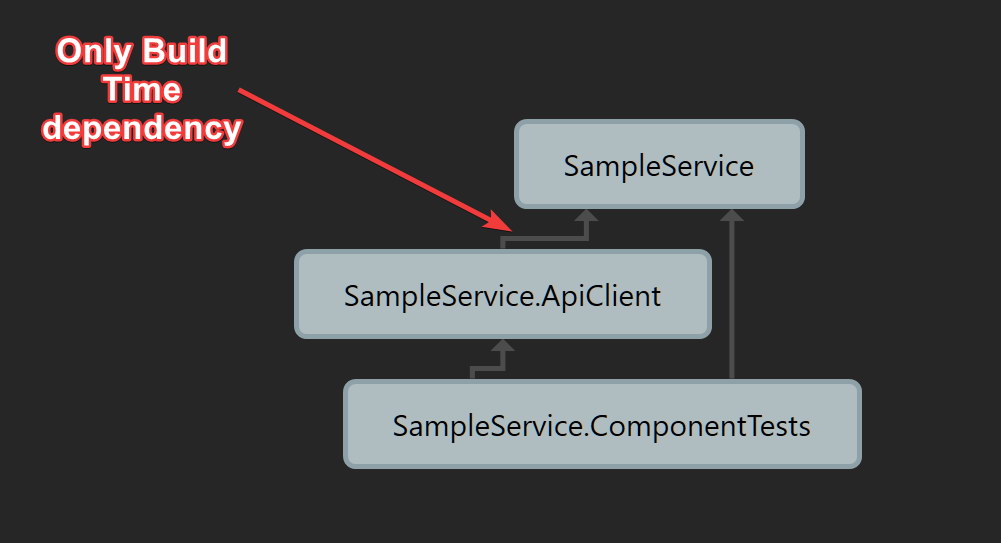 Only Build
Time
dependency
SampleService
SampleService.ApiClient
SampleService.ComponentTests